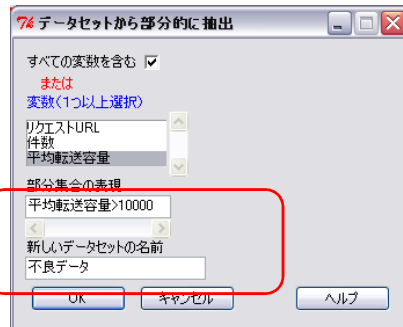 データセットから部分的に抽出
すべての変数を含む
または
変数(1つ以上選択)
リクエストURL
件数
平均転送容量
部分集合の表現
平均転送容量>10000
新しいデータセットの名前
不良データ
OK
キャンセル
ヘルプ